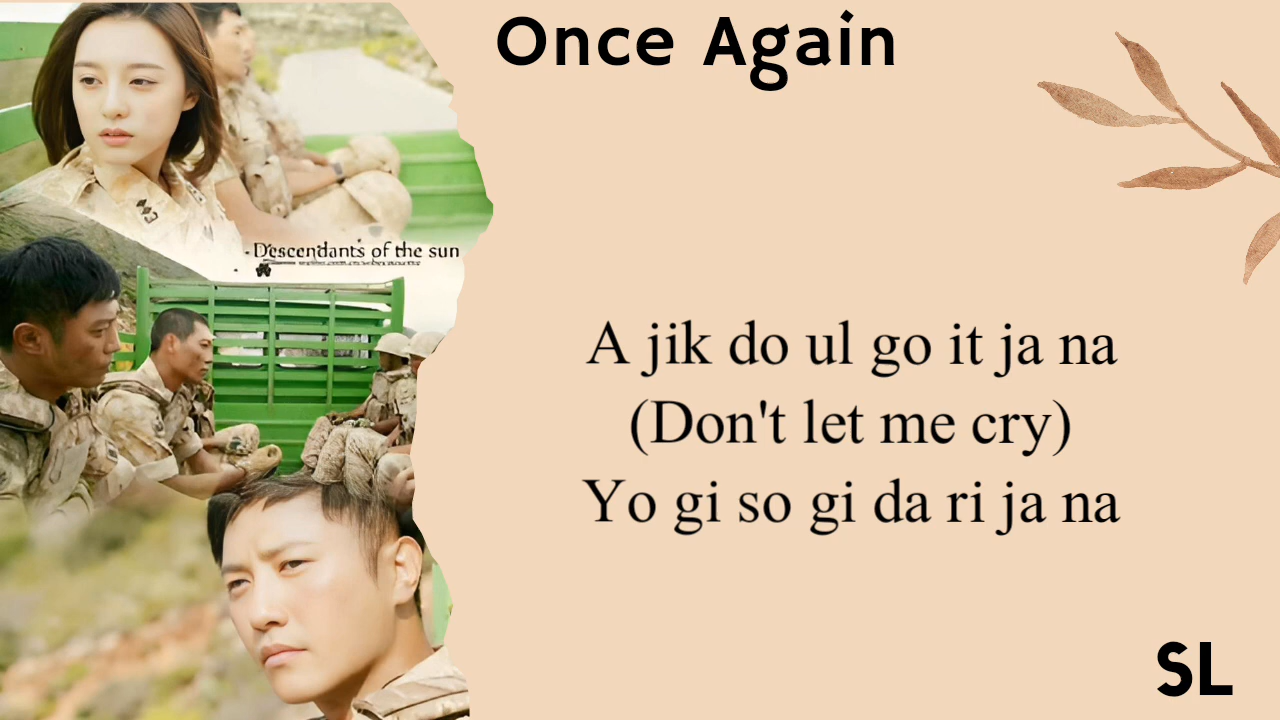 Once Again
-Descendants of the sun
A jik do ul go it ja na
(Don't let me cry)
Yo gi so gi da ri ja na
SL